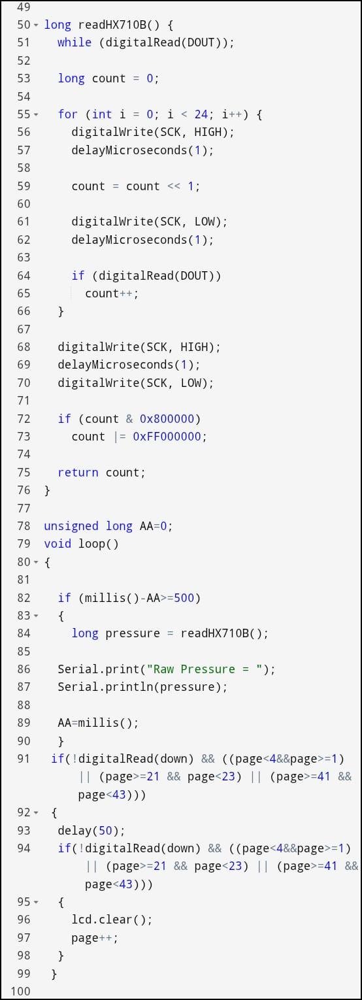 49
50 long readHX710B() {
51 while (digitalRead(DOUT));
52
53 long count = 0;
54
55 for (int i = 0; i < 24; i++) {
56 digitalWrite(SCK, HIGH);
57 delayMicroseconds(1);
58
59 count = count << 1;
60
61 digitalWrite(SCK, LOW);
62 delayMicroseconds(1);
63
64 if (digitalRead(DOUT))
65 count++;
66 }
67
68 digitalWrite(SCK, HIGH);
69 delayMicroseconds(1);
70 digitalWrite(SCK, LOW);
71
72 if (count & 0x800000)
73 count |= 0xFF000000;
74
75 return count;
76 }
77
78 unsigned long AA=0;
79 void loop()
80 {
81
82 if (millis()-AA>=500)
83 {
84 long pressure = readHX710B();
85
86 Serial.print("Raw Pressure = ");
87 Serial.println(pressure);
88
89 AA=millis();
90 }
91 if(!digitalRead(down) && ((page<4&&page>=1)
|| (page>=21 && page<23) || (page>=41 &&
page<43)))
92 {
93 delay(50);
94 if(!digitalRead(down) && ((page<4&&page>=1)
|| (page>=21 && page<23) || (page>=41 &&
page<43)))
95 {
96 lcd.clear();
97 page++;
98 }
99 }
100